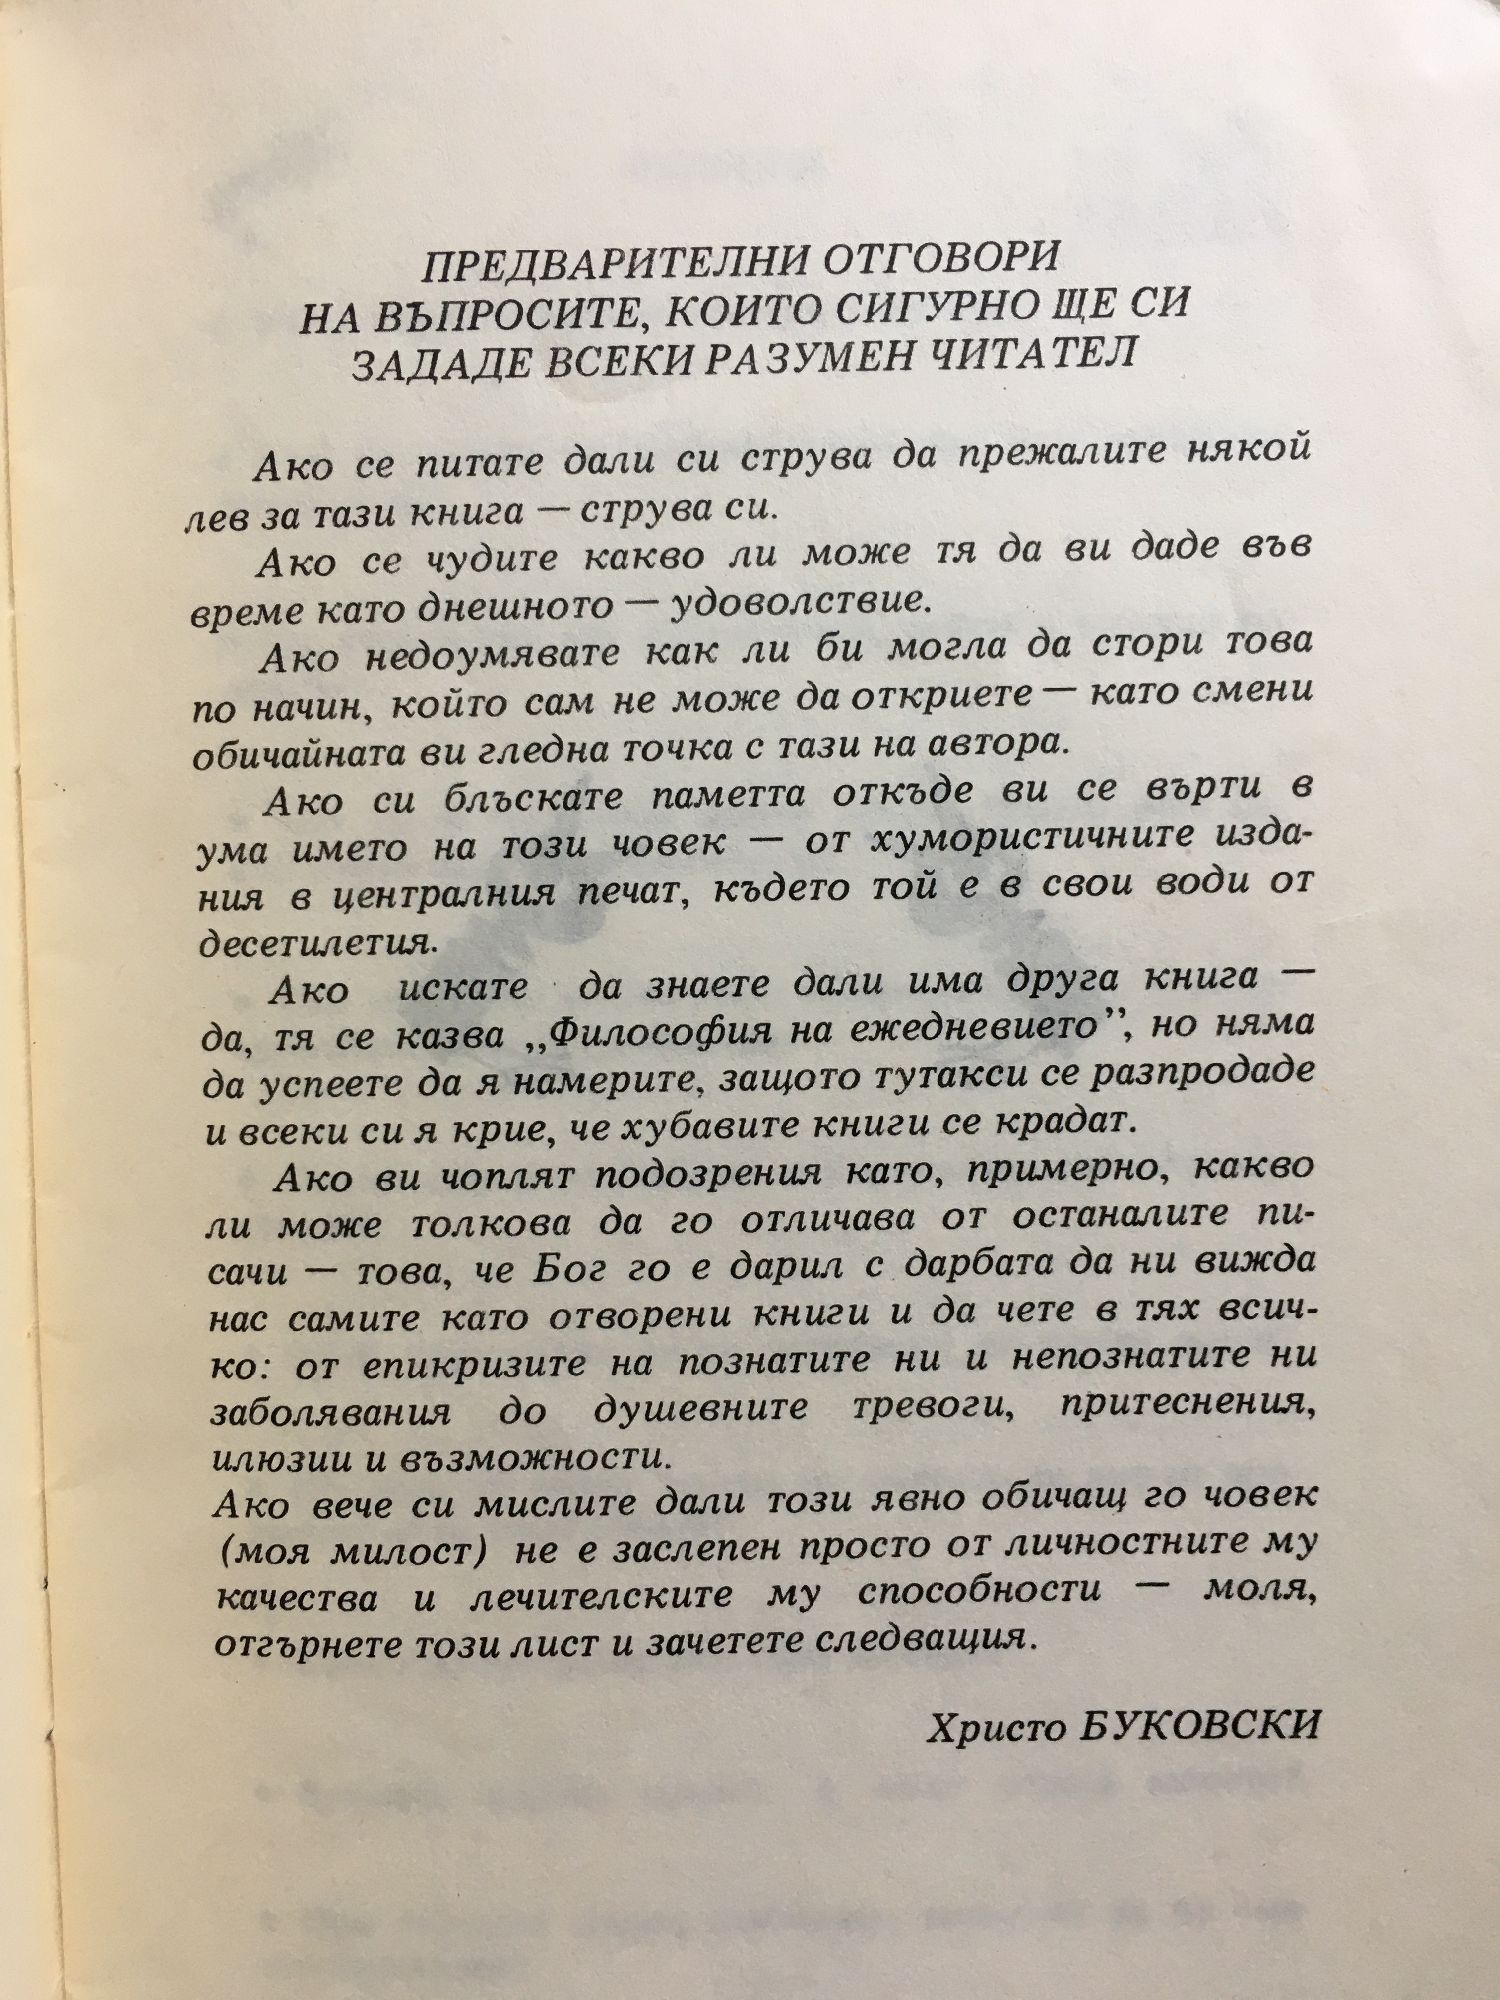 ПРЕДВАРИТЕЛНИ ОТГОВОРИ
НА ВЪПРОСИТЕ, КОИТО СИГУРНО ЩЕ СИ
ЗАДАДЕ ВСЕКИ РАЗУМЕН ЧИТАТЕЛ
Ако се питате дали си струва да прежалите някой
лев за тази книга — струва си.
Ако се чудите какво ли може тя да ви даде във
време като днешното — удоволствие.
Ако недоумявате как ли би могла да стори това
по начин, който сам не може да откриете — като смени
обичайната ви гледна точка с тази на автора.
Ако си блъскате паметта откъде ви се върти в
ума името на този човек — от хумористичните изда-
ния в централния печат, където той е в свои води от
десетилетия.
Ако искате да знаете дали има друга книга —
да, тя се казва „Философия на ежедневието”, но няма
да успеете да я намерите, защото тутакси се разпродаде
и всеки си я крие, че хубавите книги се крадат.
Ако ви чоплят подозрения като, примерно, какво
ли може толкова да го отличава от останалите пи-
сачи — това, че Бог го е дарил с дарбата да ни вижда
нас самите като отворени книги и да чете в тях всич-
ко: от епикризите на познатите ни и непознатите ни
заболявания до душевните тревоги, притеснения,
илюзии и възможности.
Ако вече си мислите дали този явно обичащ го човек
(моя милост) не е заслепен просто от личностните му
качества и лечителските му способности — моля,
отгърнете този лист и зачетете следващия.
Христо БУКОВСКИ